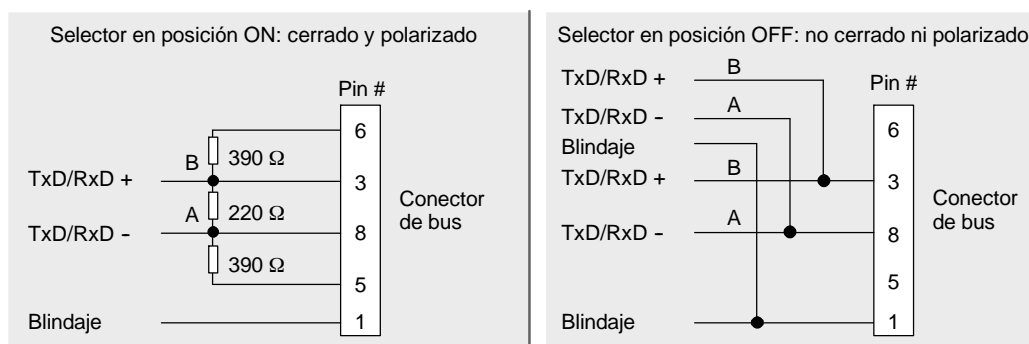 Selector en posición ON: cerrado y polarizado
Pin #
6
390 Ω
B
TxD/RxD +
3
220 Ω
A
TxD/RxD -
8
Conector
de bus
390 Ω
5
Blindaje
1
Selector en posición OFF: no cerrado ni polarizado
TxD/RxD +
B
Pin #
TxD/RxD -
A
6
Blindaje
TxD/RxD +
B
3
Conector
de bus
TxD/RxD -
A
8
5
Blindaje
1